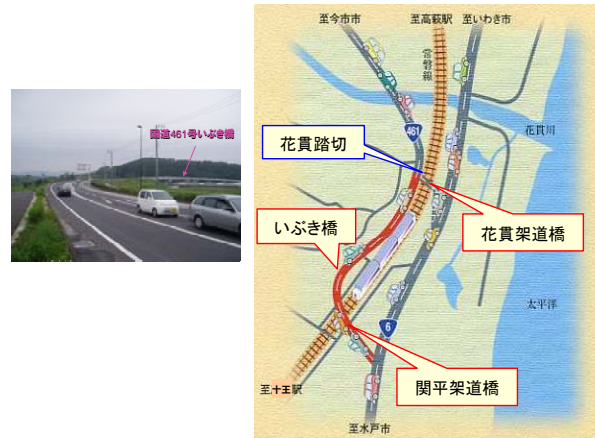 国道461号いぶき橋
至今市市
至高萩駅
至いわき市
常磐線
461
花貫川
花貫踏切
いぶき橋
花貫架道橋
太平洋
6
至十王駅
関平架道橋
至水戸市